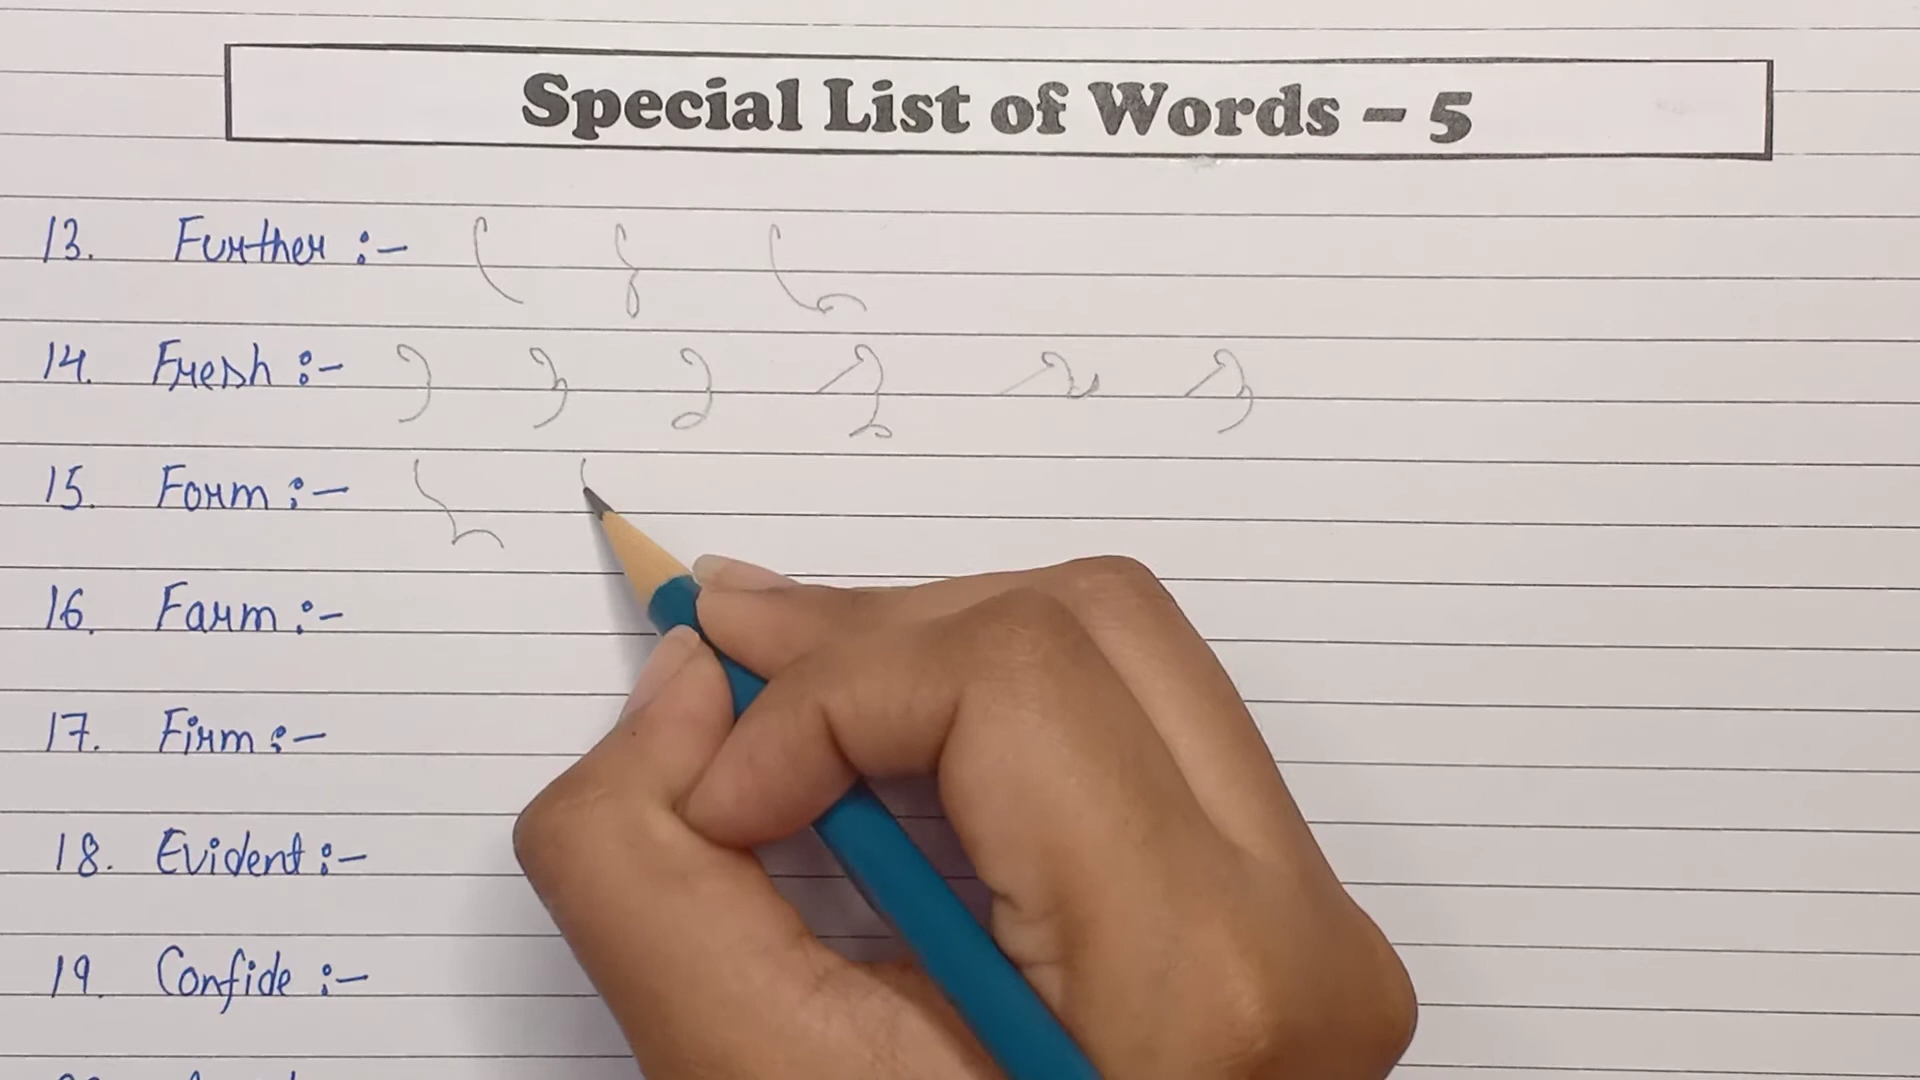 Special List of Words – 5
13. Further :-
14. Fresh :-
15. Form :-
16. Farm :-
17. Firm :-
18. Evident :-
19. Confide :-